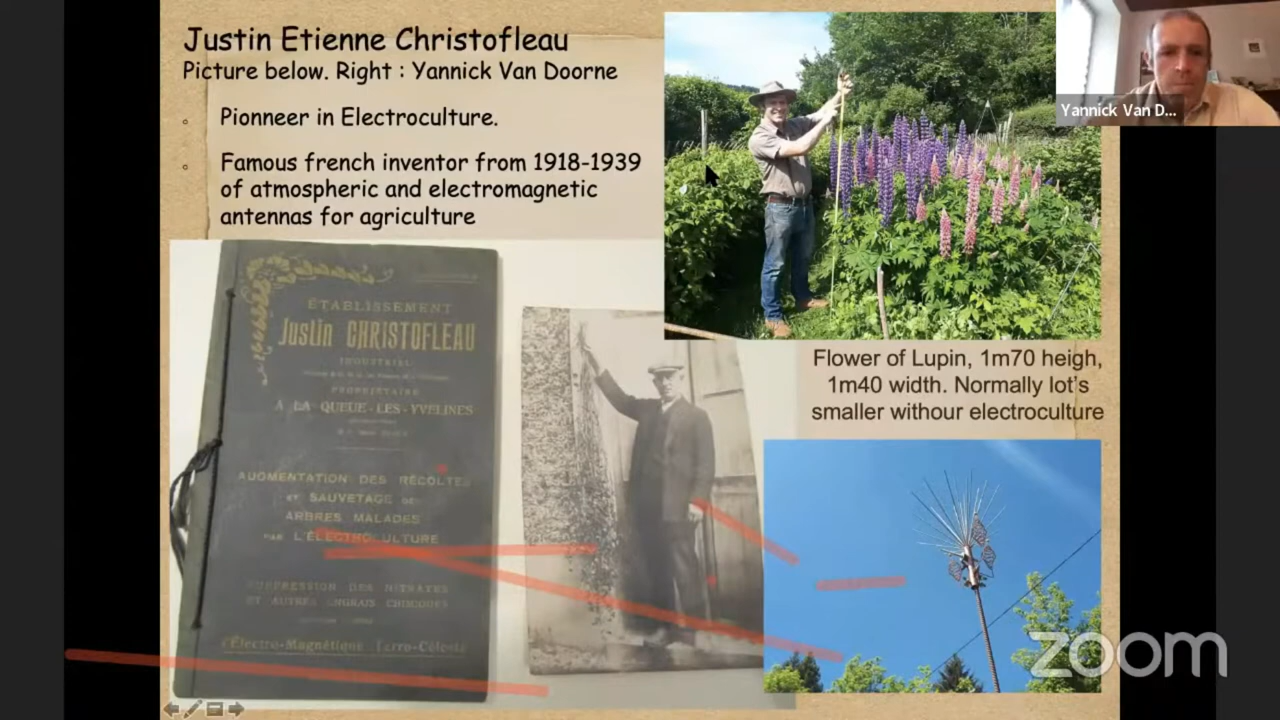 Justin Etienne Christofleau
Picture below. Right : Yannick Van Doorne
Pionneer in Electroculture.
Famous french inventor from 1918-1939
of atmospheric and electromagnetic
antennas for agriculture
Yannick Van D...
ÉTABLISSEMENT
Justin CHRISTOFLEAU
INDUSTRIEL
PROPRIÉTAIRE
A LA QUEUE-LES-YVELINES
AUGMENTATION DES RÉCOLTES
ET SAUVETAGE DES
ARBRES MALADES
PAR L'ÉLECTROCULTURE
SUPPRESSION DES NITRATES
ET AUTRES ENGRAIS CHIMIQUES
l'Électro-Magnétique Terro-Céleste
Flower of Lupin, 1m70 heigh,
1m40 width. Normally lot's
smaller withour electroculture
zoom